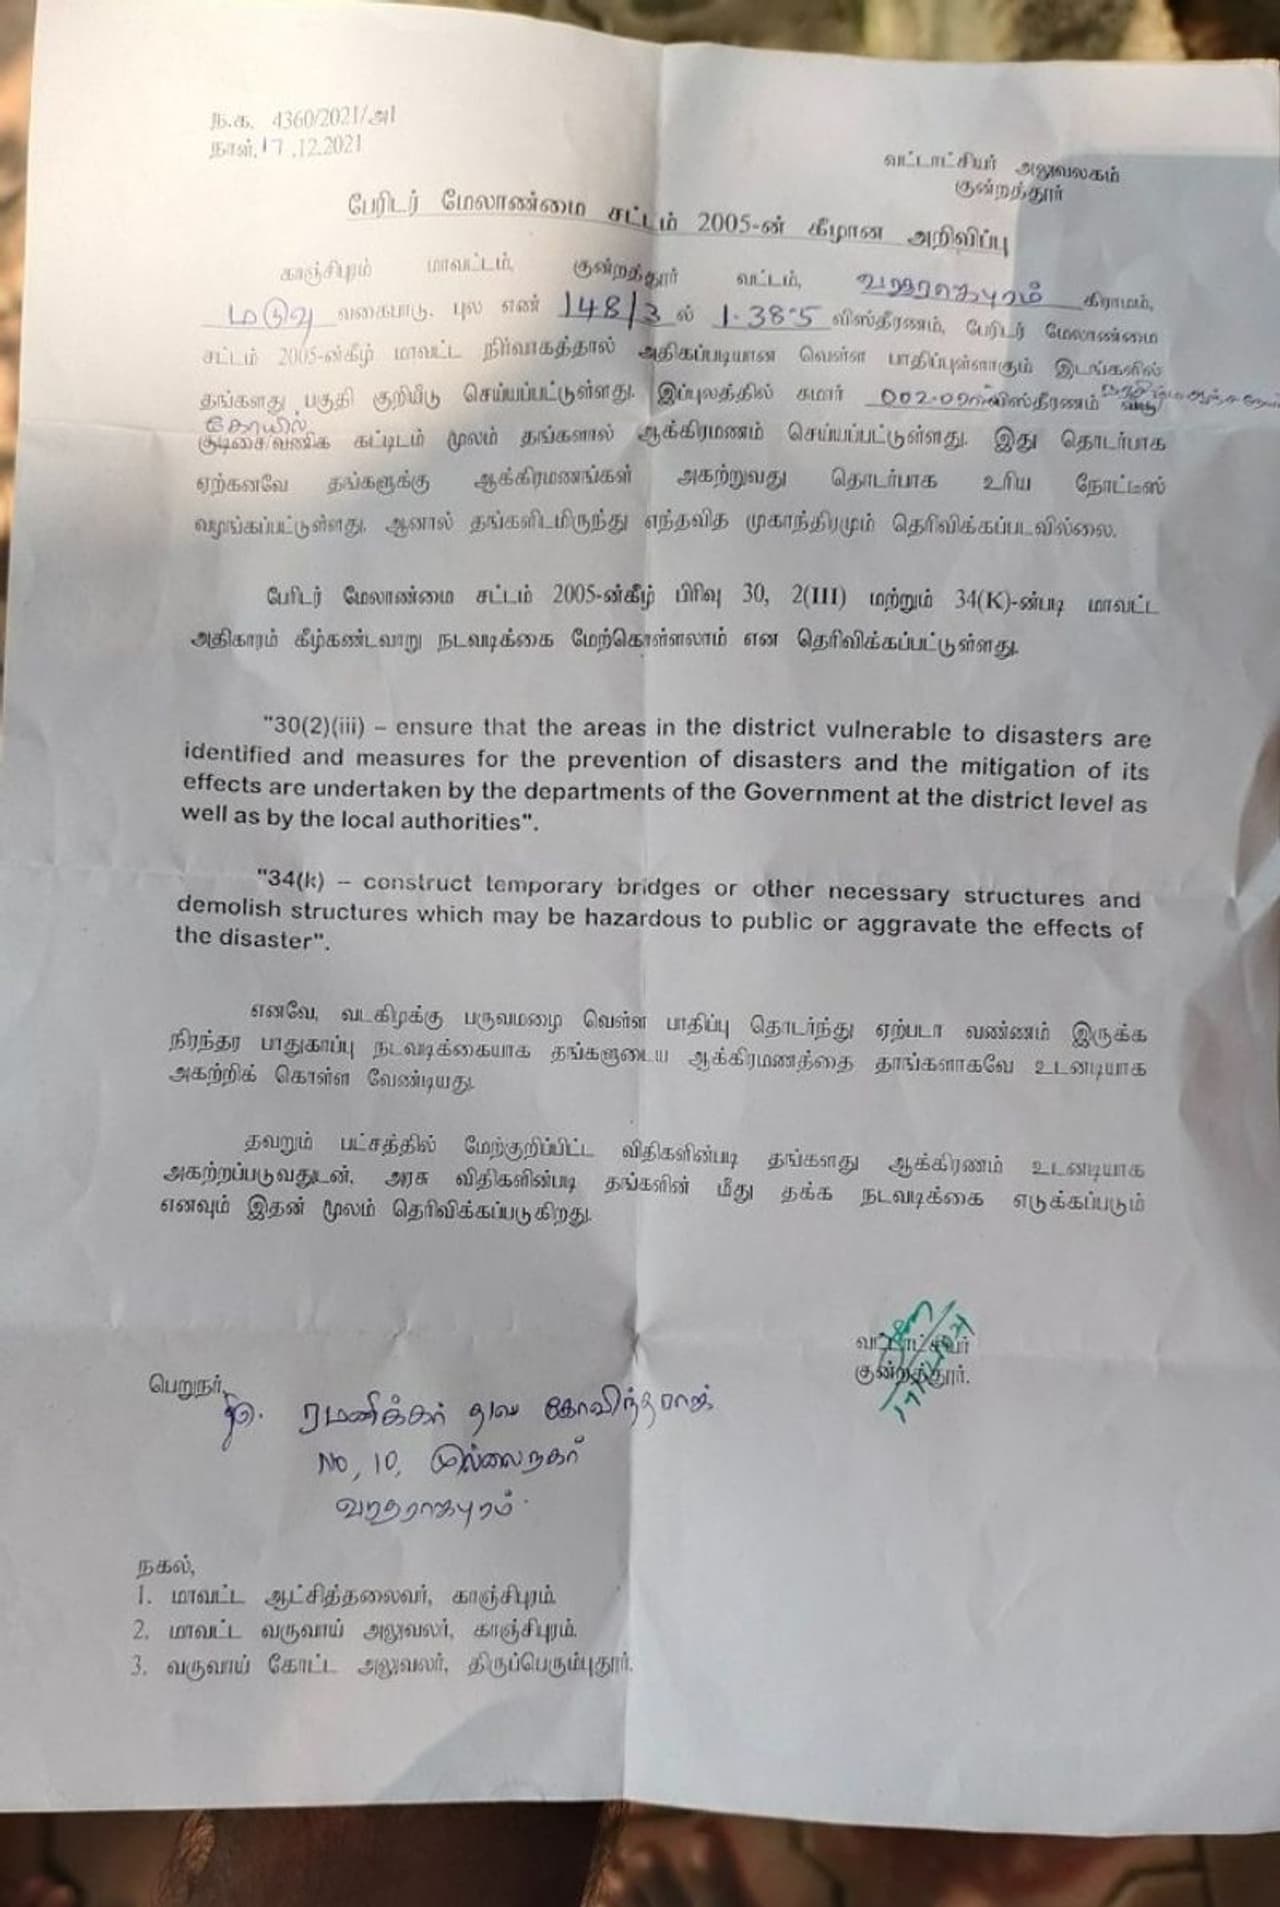 ந.க. 4360/2021/அ1
நாள். 17 .12.2021
வட்டாட்சியர் அலுவலகம்
குன்றத்தூர்
பேரிடர் மேலாண்மை சட்டம் 2005-ன் கீழான அறிவிப்பு
காஞ்சிபுரம் மாவட்டம், குன்றத்தூர் வட்டம், வரதராஜபுரம் கிராமம்,
மடுவு வகைபாடு, புல எண் 148/3 ல் 1.38.5 விஸ்தீரணம், பேரிடர் மேலாண்மை
சட்டம் 2005-ன்கீழ் மாவட்ட நிர்வாகத்தால் அதிகப்படியான வெள்ள பாதிப்புள்ளாகும் இடங்களில்
தங்களது பகுதி குறியீடு செய்யப்பட்டுள்ளது. இப்புலத்தில் சுமார் விஸ்தீரணம் வீடு/
கோயில்
குடிசை/வணிக கட்டிடம் மூலம் தங்களால் ஆக்கிரமணம் செய்யப்பட்டுள்ளது. இது தொடர்பாக
ஏற்கனவே தங்களுக்கு ஆக்கிரமணங்கள் அகற்றுவது தொடர்பாக உரிய நோட்டீஸ்
வழங்கப்பட்டுள்ளது. ஆனால் தங்களிடமிருந்து எந்தவித முகாந்திரமும் தெரிவிக்கப்படவில்லை.
பேரிடர் மேலாண்மை சட்டம் 2005-ன்கீழ் பிரிவு 30, 2(III) மற்றும் 34(K)-ன்படி மாவட்ட
அதிகாரம் கீழ்கண்டவாறு நடவடிக்கை மேற்கொள்ளலாம் என தெரிவிக்கப்பட்டுள்ளது.
"30(2)(iii) – ensure that the areas in the district vulnerable to disasters are
identified and measures for the prevention of disasters and the mitigation of its
effects are undertaken by the departments of the Government at the district level as
well as by the local authorities".
"34(k) – construct temporary bridges or other necessary structures and
demolish structures which may be hazardous to public or aggravate the effects of
the disaster".
எனவே, வடகிழக்கு பருவமழை வெள்ள பாதிப்பு தொடர்ந்து ஏற்படா வண்ணம் இருக்க
நிரந்தர பாதுகாப்பு நடவடிக்கையாக தங்களுடைய ஆக்கிரமணத்தை தாங்களாகவே உடனடியாக
அகற்றிக் கொள்ள வேண்டியது.
தவறும் பட்சத்தில் மேற்குறிப்பிட்ட விதிகளின்படி தங்களது ஆக்கிரணம் உடனடியாக
அகற்றப்படுவதுடன், அரசு விதிகளின்படி தங்களின் மீது தக்க நடவடிக்கை எடுக்கப்படும்
எனவும் இதன் மூலம் தெரிவிக்கப்படுகிறது.
வட்டாட்சியர்
குன்றத்தூர்.
பெறுநர்,
கோவிந்தராஜ்
No, 10, முல்லைநகர்
வரதராஜபுரம்.
நகல்,
1. மாவட்ட ஆட்சித்தலைவர், காஞ்சிபுரம்.
2. மாவட்ட வருவாய் அலுவலர், காஞ்சிபுரம்.
3. வருவாய் கோட்ட அலுவலர், திருப்பெரும்புதூர்.